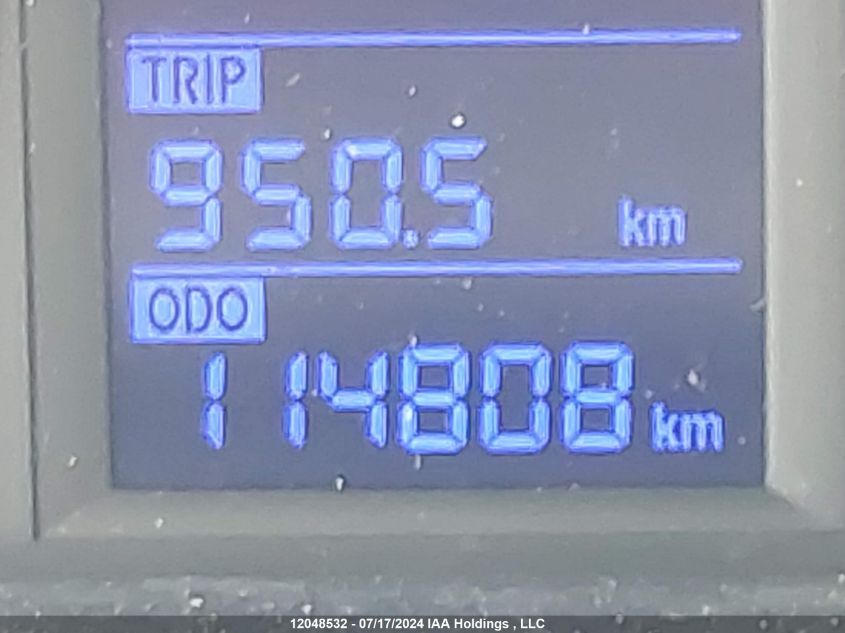 TRIP
950.5 km
ODO
114808 km
12048532 - 07/17/2024 IAA Holdings , LLC